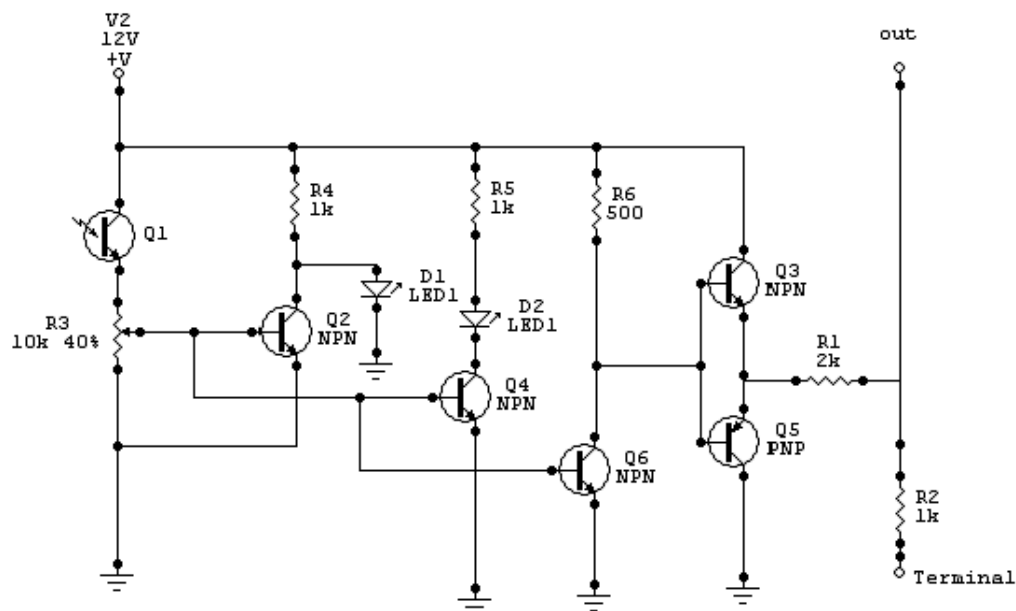 V2
12V
+V
out
R4
1k
R5
1k
R6
500
Q1
Q3
NPN
D1
LED1
D2
LED1
R3
10k 40%
Q2
NPN
R1
2k
Q4
NPN
Q5
PNP
Q6
NPN
R2
1k
Terminal